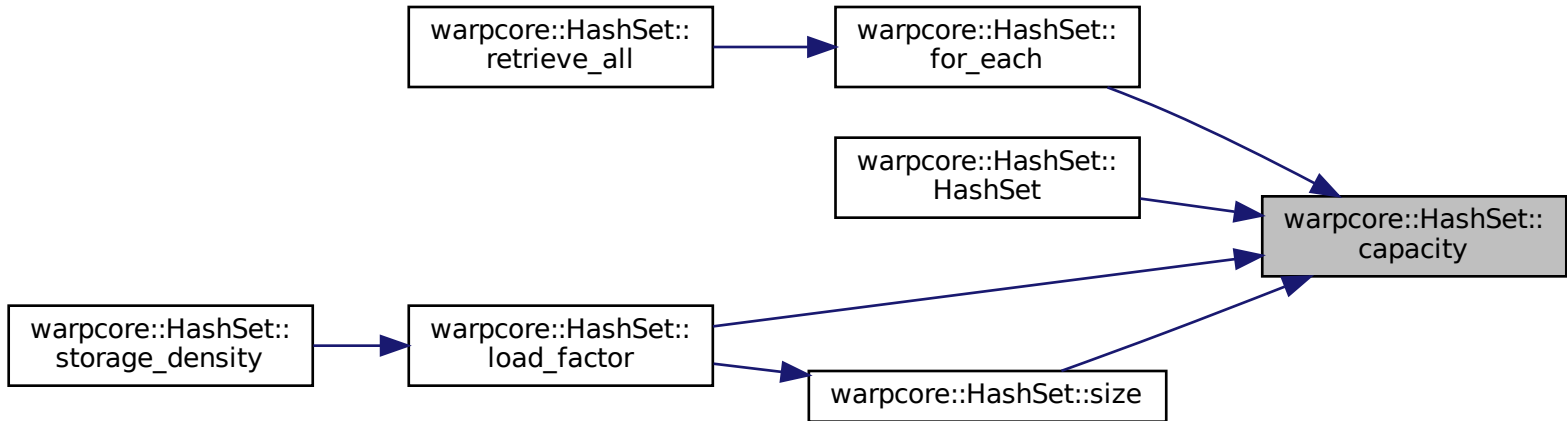 warpcore::HashSet::
retrieve_all
warpcore::HashSet::
for_each
warpcore::HashSet::
HashSet
warpcore::HashSet::
capacity
warpcore::HashSet::
storage_density
warpcore::HashSet::
load_factor
warpcore::HashSet::size